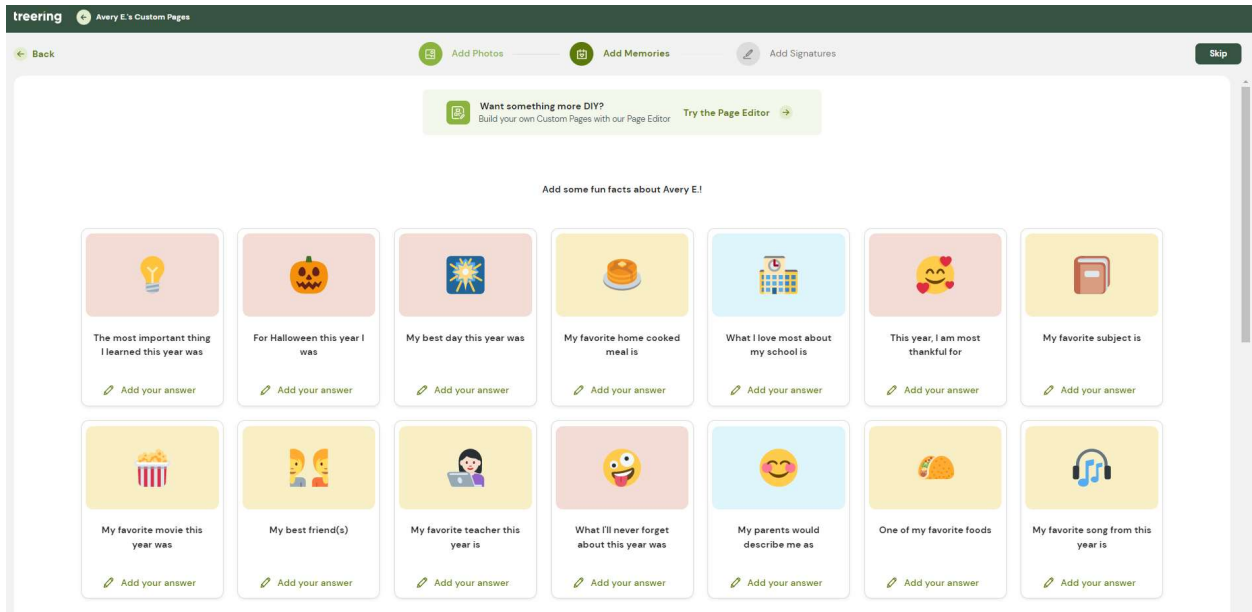 treering
Avery E.'s Custom Pages
Back
Add Photos
Add Memories
Add Signatures
Skip
Want something more DIY?
Build your own Custom Pages with our Page Editor
Try the Page Editor
Add some fun facts about Avery E.!
The most important thing
I learned this year was
Add your answer
For Halloween this year I
was
Add your answer
My best day this year was
Add your answer
My favorite home cooked
meal is
Add your answer
What I love most about
my school is
Add your answer
This year, I am most
thankful for
Add your answer
My favorite subject is
Add your answer
My favorite movie this
year was
Add your answer
My best friend(s)
Add your answer
My favorite teacher this
year is
Add your answer
What I'll never forget
about this year was
Add your answer
My parents would
describe me as
Add your answer
One of my favorite foods
Add your answer
My favorite song from this
year is
Add your answer